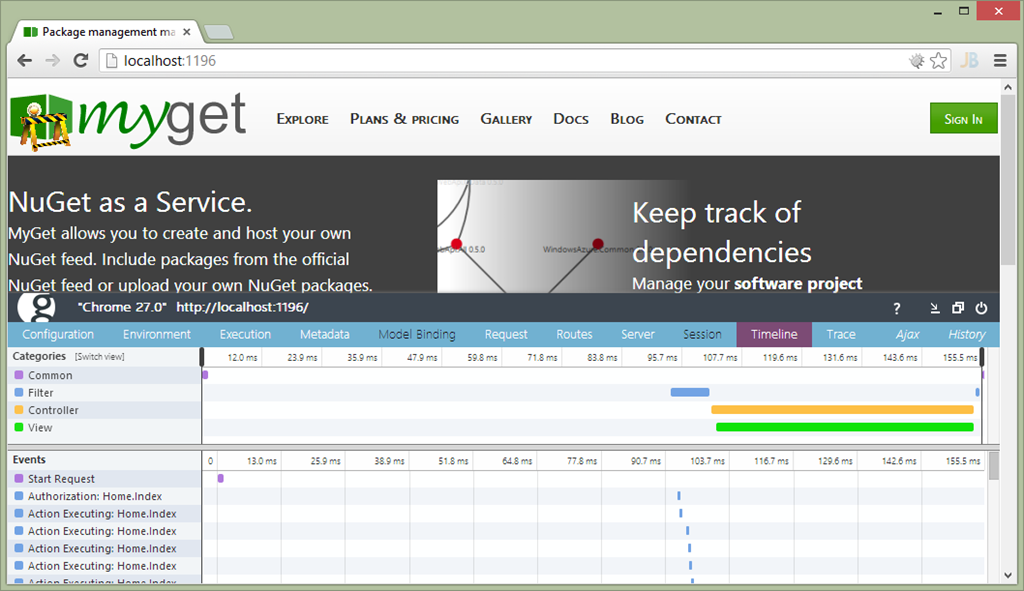 Package management ma
localhost:1196
JB
myget
Explore Plans & pricing Gallery Docs Blog Contact
Sign In
NuGet as a Service.
MyGet allows you to create and host your own
NuGet feed. Include packages from the official
NuGet feed or upload your own NuGet packages.
0.5.0
WindowsAzure.Common
Keep track of
dependencies
Manage your software project
"Chrome 27.0" http://localhost:1196/
?
Configuration Environment Execution Metadata Model Binding Request Routes Server Session Timeline Trace Ajax History
Categories [Switch view] 12.0 ms 23.9 ms 35.9 ms 47.9 ms 59.8 ms 71.8 ms 83.8 ms 95.7 ms 107.7 ms 119.6 ms 131.6 ms 143.6 ms 155.5 ms
Common
Filter
Controller
View
Events 0 13.0 ms 25.9 ms 38.9 ms 51.8 ms 64.8 ms 77.8 ms 90.7 ms 103.7 ms 116.7 ms 129.6 ms 142.6 ms 155.5 ms
Start Request
Authorization: Home.Index
Action Executing: Home.Index
Action Executing: Home.Index
Action Executing: Home.Index
Action Executing: Home.Index
Action Executing: Home.Index